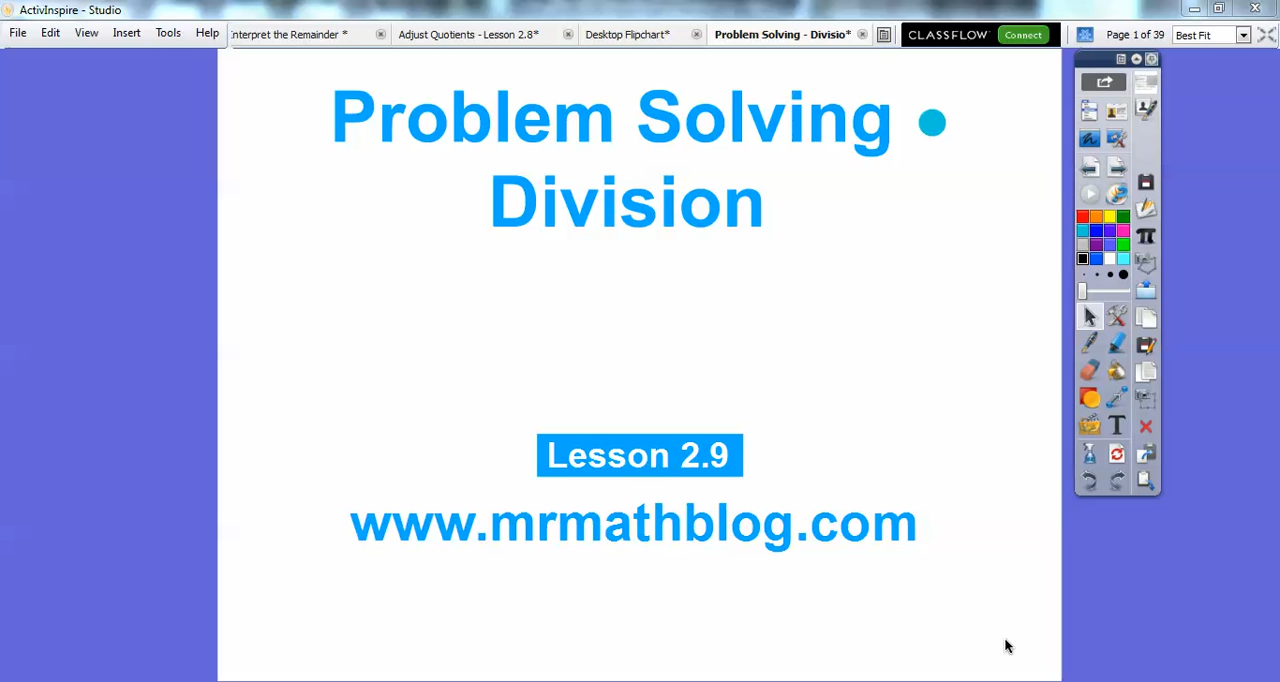 ActivInspire - Studio
File Edit View Insert Tools Help
Interpret the Remainder * Adjust Quotients - Lesson 2.8* Desktop Flipchart* Problem Solving - Divisio* CLASSFLOW Connect Page 1 of 39 Best Fit
Problem Solving •
Division
Lesson 2.9
www.mrmathblog.com